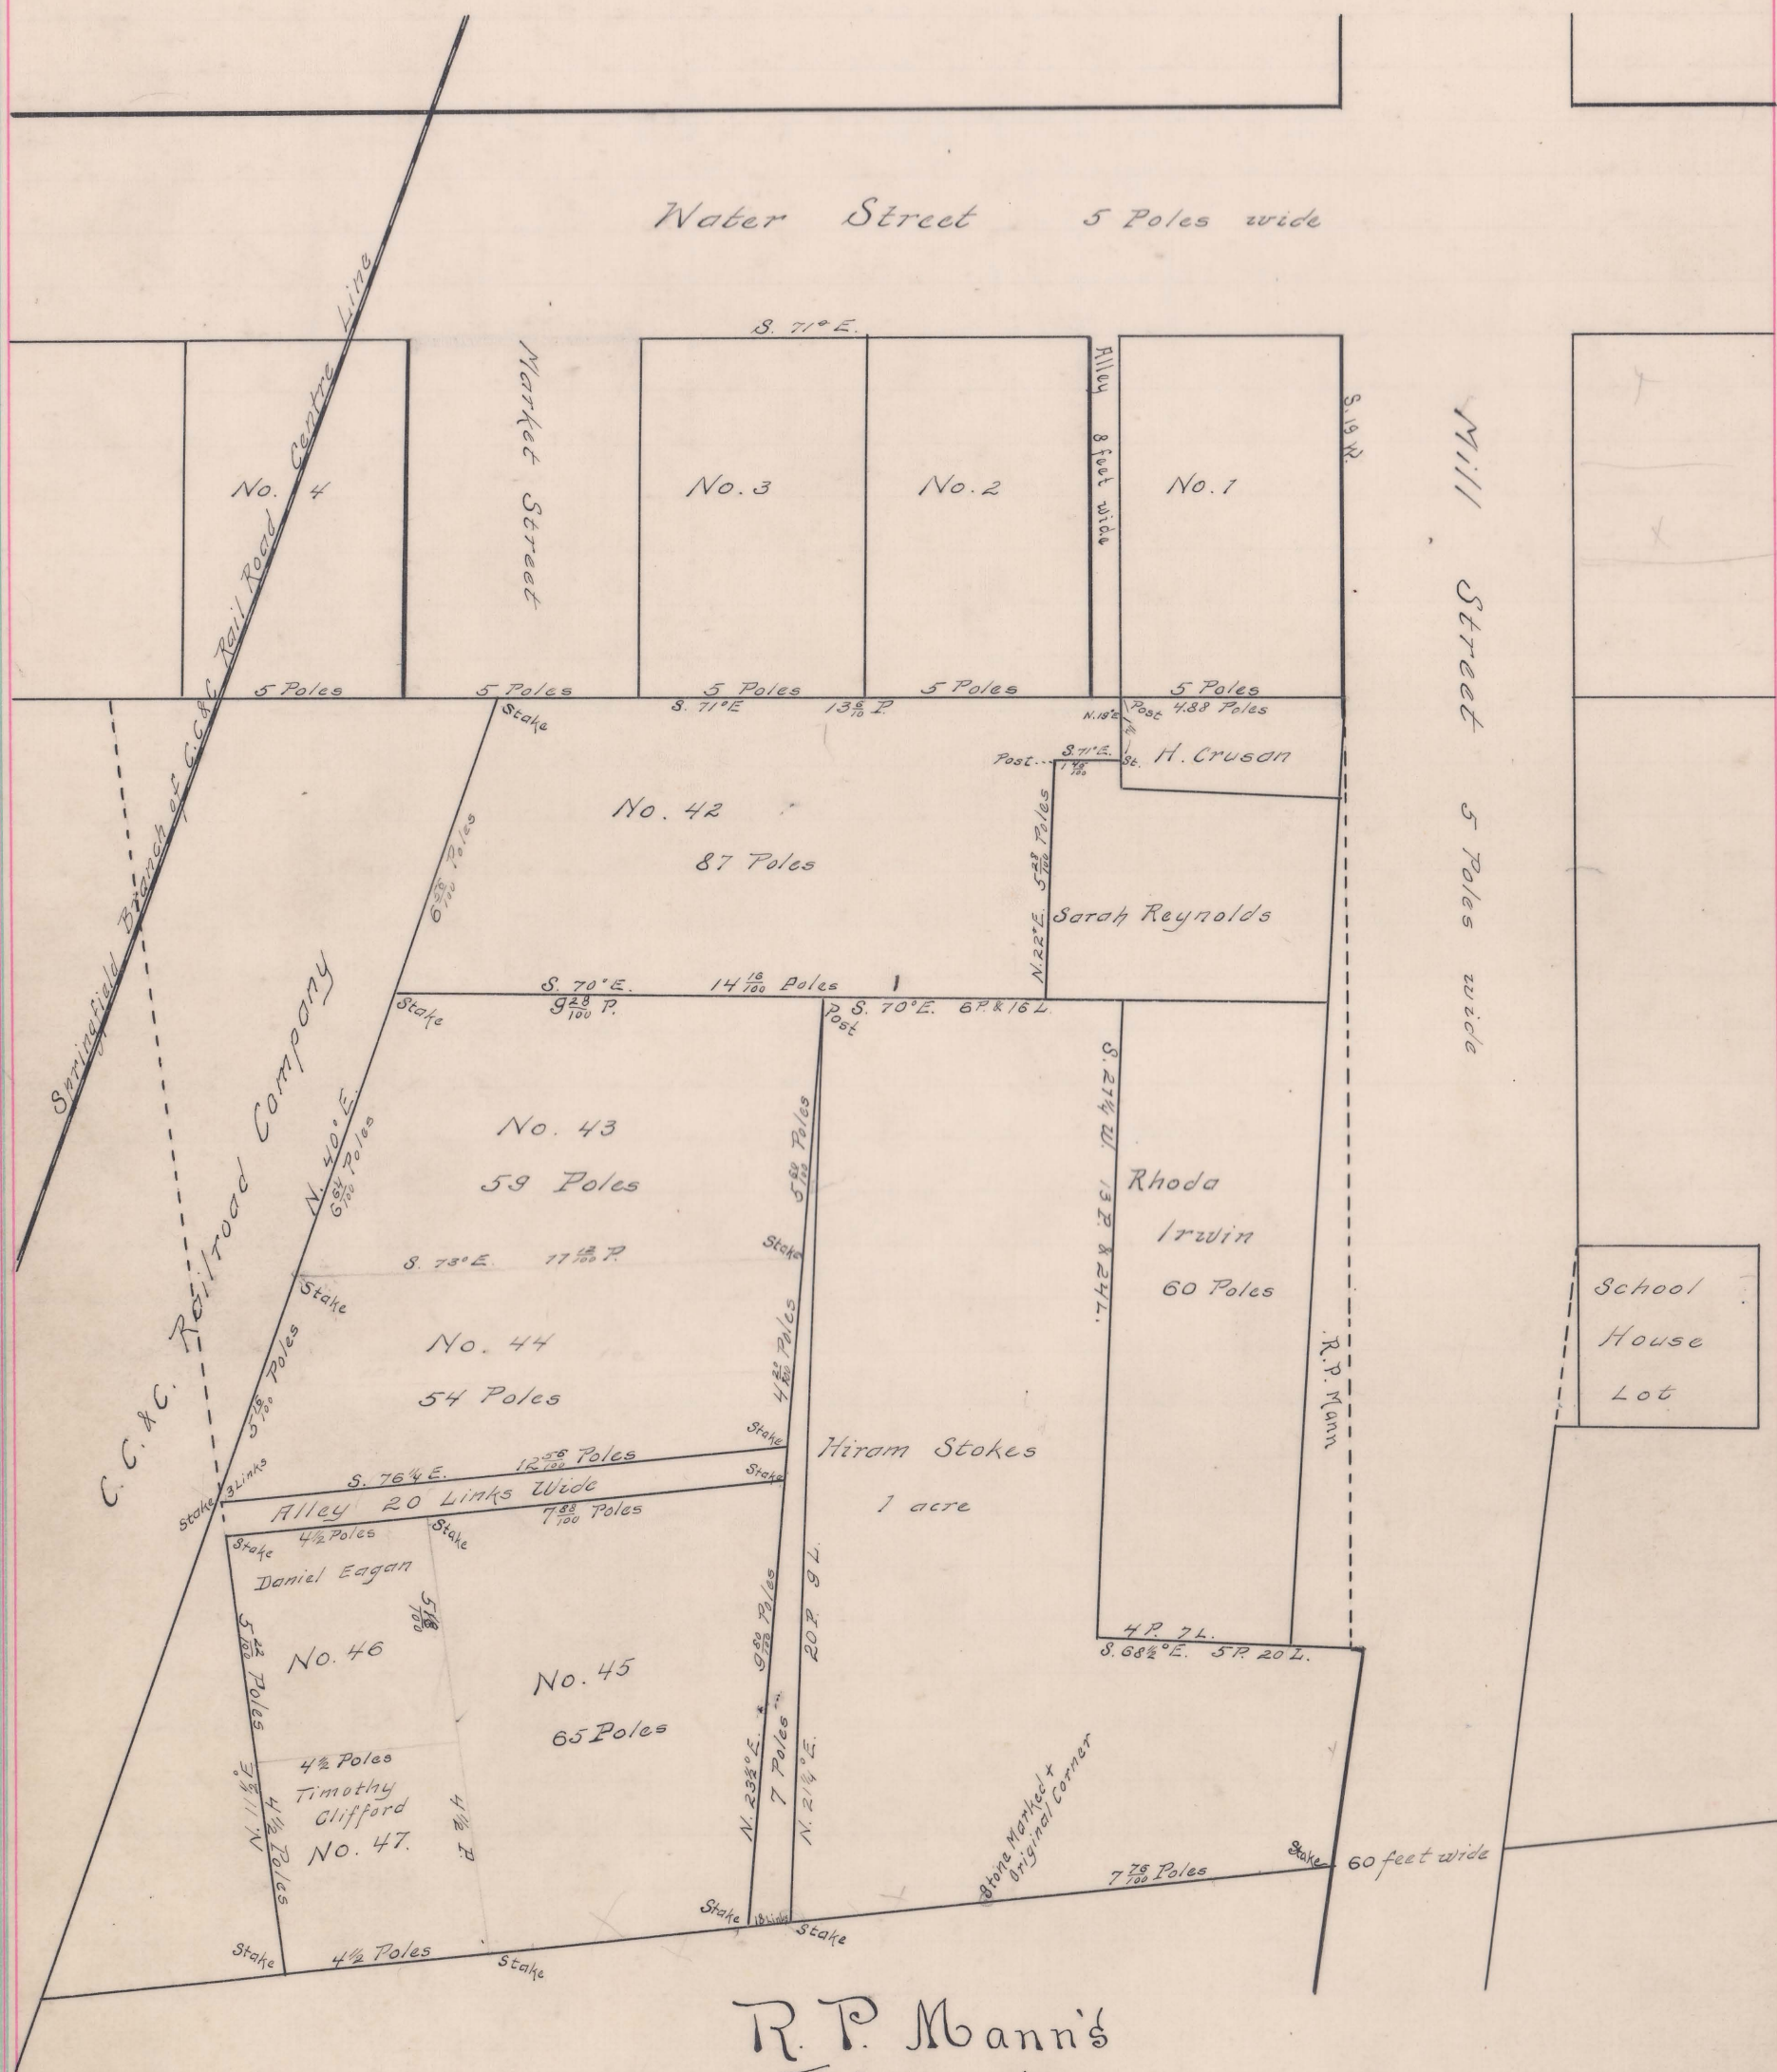 Water Street 5 Poles wide
S. 71° E.
Market Street
Alley 8 feet wide
S. 19 W.
Mill Street 5 Poles wide
No. 4
No. 3
No. 2
No. 1
Springfield Branch of C.C.&C. Rail Road Centre Line
5 Poles
5 Poles
5 Poles
5 Poles
5 Poles
Stake
S. 71° E
Post
4.88 Poles
Post
S. 71° E.
St.
H. Crusan
No. 42
87 Poles
6 Poles
N. 22° E. 5 28/100 Poles
Sarah Reynolds
S. 70° E. 14 16/100 Poles
Stake
9 28/100 P.
Post
S. 70° E. 6 P. & 16 L.
C. C. & C. Railroad Company
N. 40° E.
6 64/100 Poles
No. 43
59 Poles
S. 21¼ W. 13 P. & 24 L.
Rhoda
Irwin
60 Poles
S. 73° E.
Stake
Stake
No. 44
54 Poles
School
House
Lot
R. P. Mann
S. 76¼ E. 12 56/100 Poles
Stake
Stake
3 Links
Stake
Alley 20 Links Wide
Stake
4½ Poles
Stake
7 88/100 Poles
Hiram Stokes
1 acre
Daniel Eagan
No. 46
5 22/100 Poles
No. 45
65 Poles
9 80/100 Poles
N. 23½° E.
7 Poles
20 P. 9 L.
N. 21¼° E.
4 P. 7 L.
S. 68½° E. 5 P. 20 L.
4½ Poles
Timothy
Clifford
No. 47.
4½ Poles
4½ P.
Stone Marked +
Original Corner
7 76/100 Poles
Stake
60 feet wide
Stake
Stake
Stake
4½ Poles
Stake
R. P. Mann's